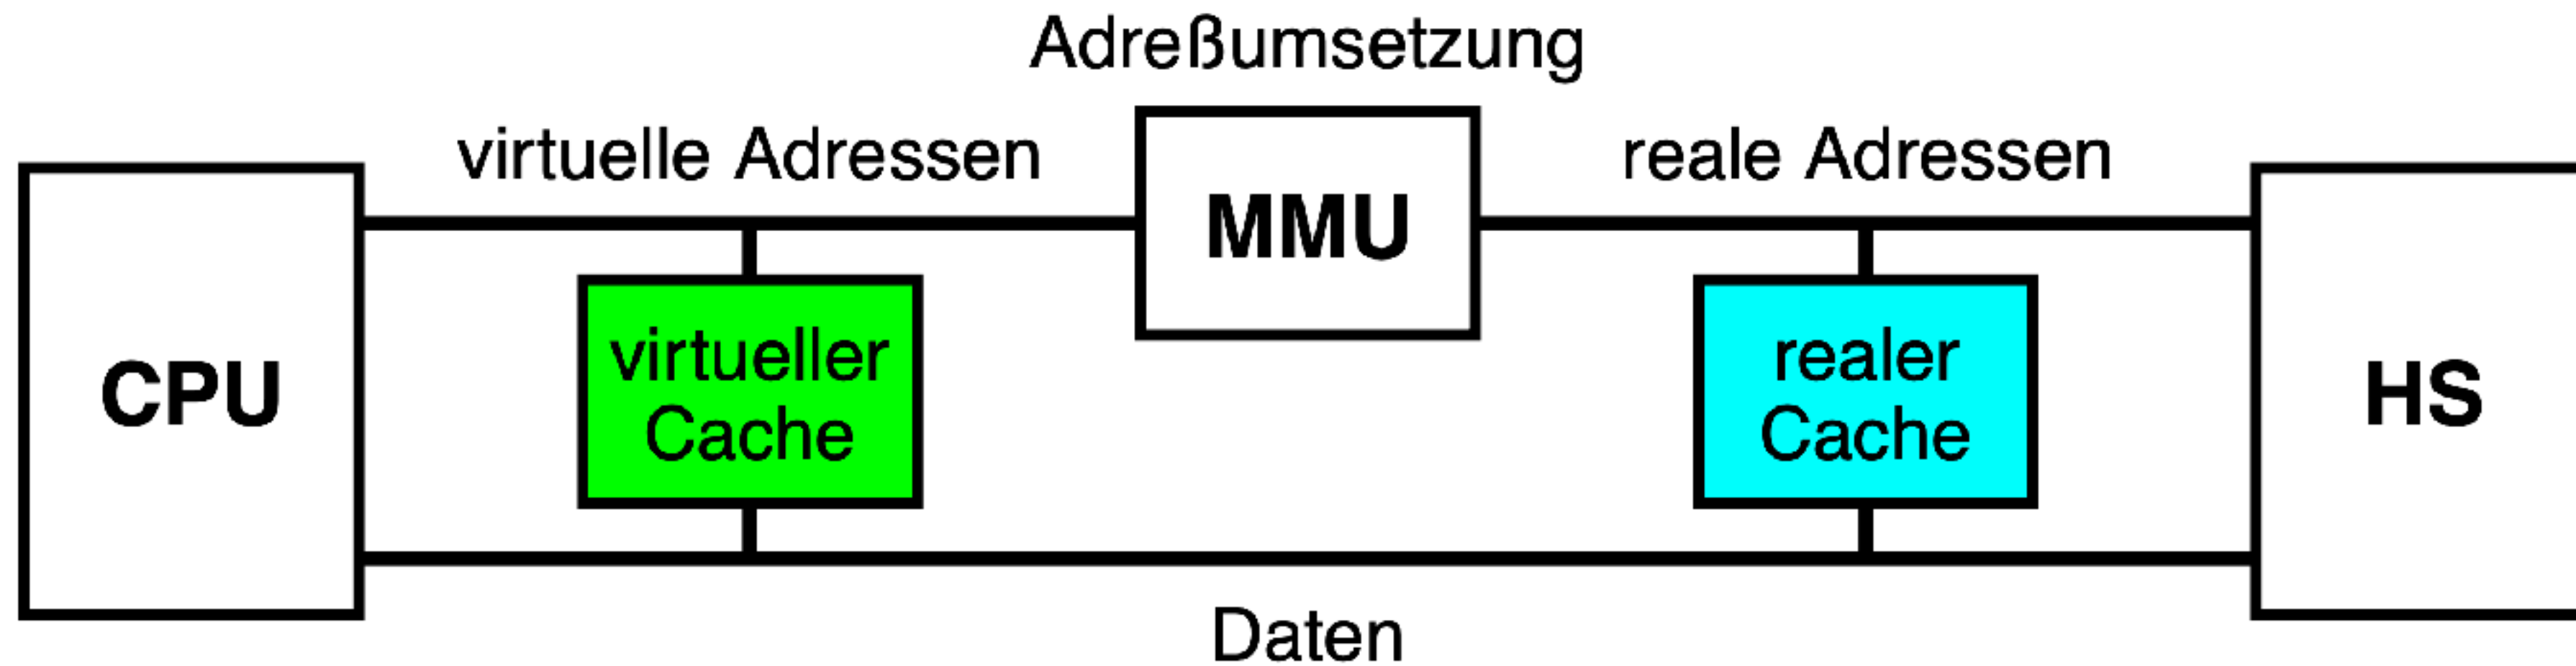 Adreßumsetzung
virtuelle Adressen
reale Adressen
MMU
CPU
virtueller
Cache
realer
Cache
HS
Daten